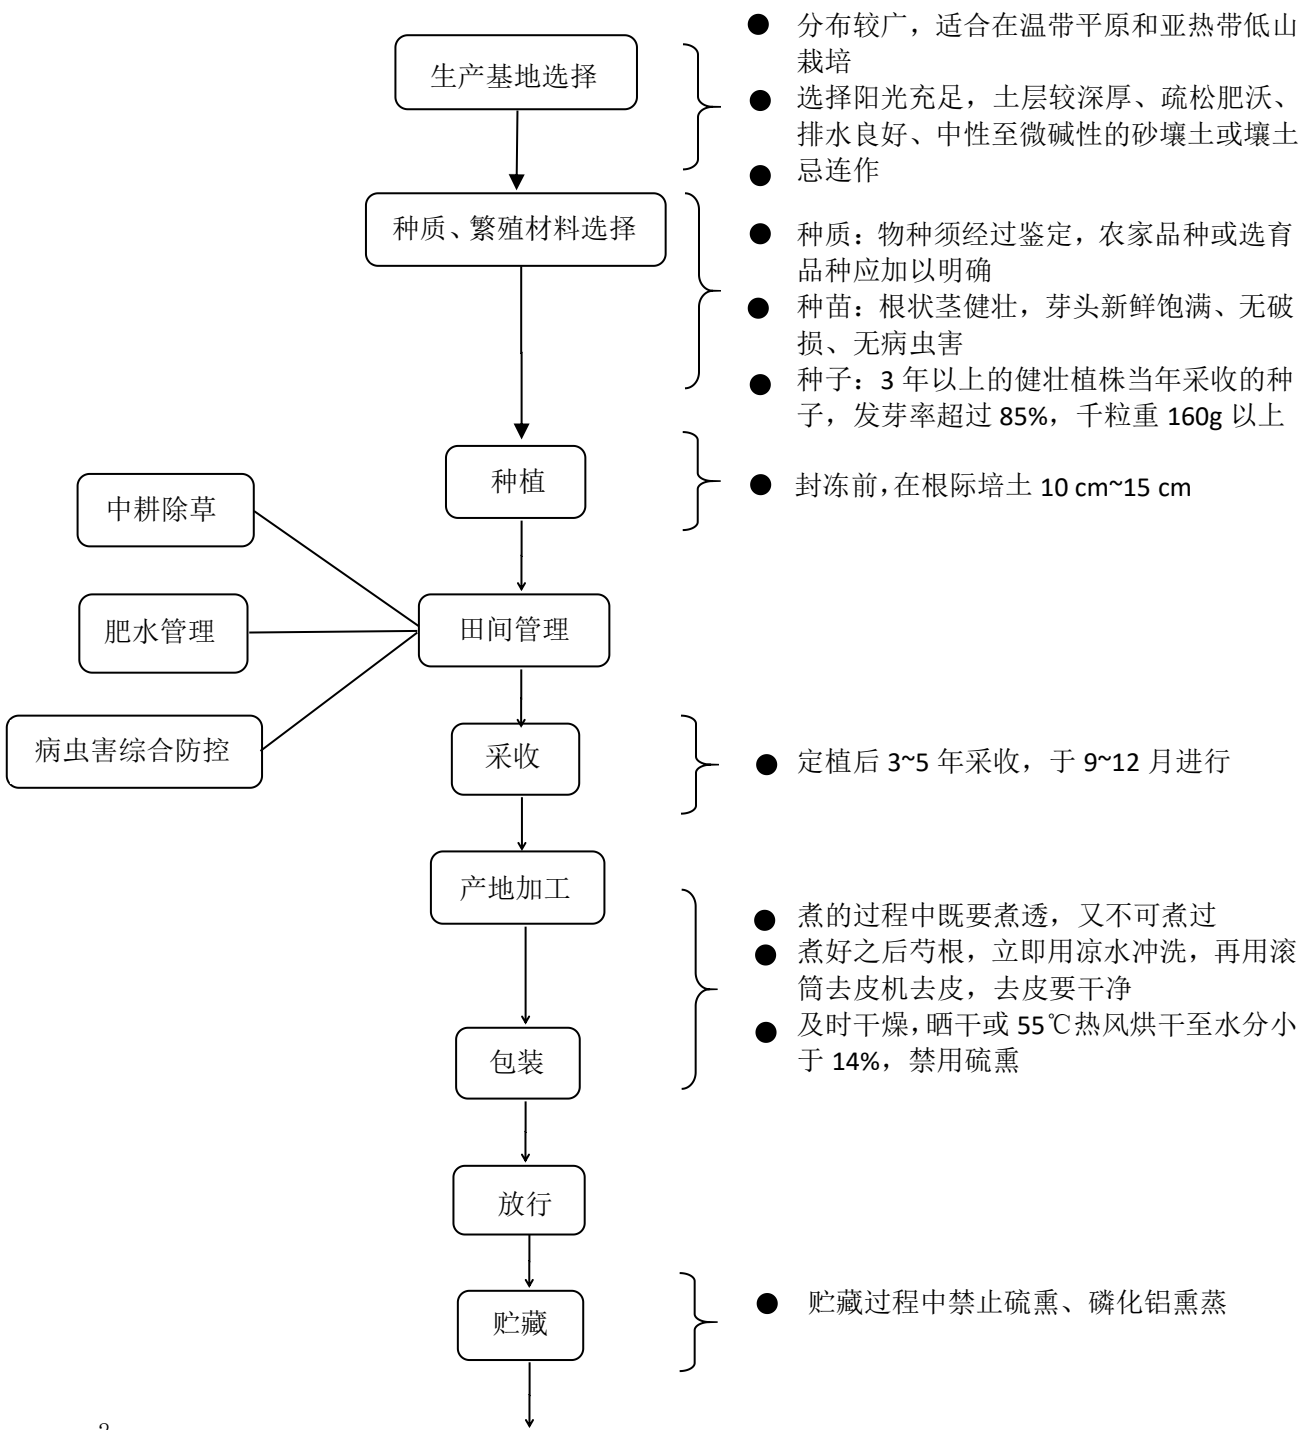 分布较广，适合在温带平原和亚热带低山
栽培
生产基地选择
选择阳光充足，土层较深厚、疏松肥沃、
排水良好、中性至微碱性的砂壤土或壤土
忌连作
种质、繁殖材料选择
种质：物种须经过鉴定，农家品种或选育
品种应加以明确
种苗：根状茎健壮，芽头新鲜饱满、无破
损、无病虫害
种子：3 年以上的健壮植株当年采收的种
子，发芽率超过 85%，千粒重 160g 以上
种植
封冻前，在根际培土 10 cm~15 cm
中耕除草
肥水管理
田间管理
病虫害综合防控
采收
定植后 3~5 年采收，于 9~12 月进行
产地加工
煮的过程中既要煮透，又不可煮过
煮好之后芍根，立即用凉水冲洗，再用滚
筒去皮机去皮，去皮要干净
及时干燥，晒干或 55℃热风烘干至水分小
于 14%，禁用硫熏
包装
放行
贮藏
贮藏过程中禁止硫熏、磷化铝熏蒸